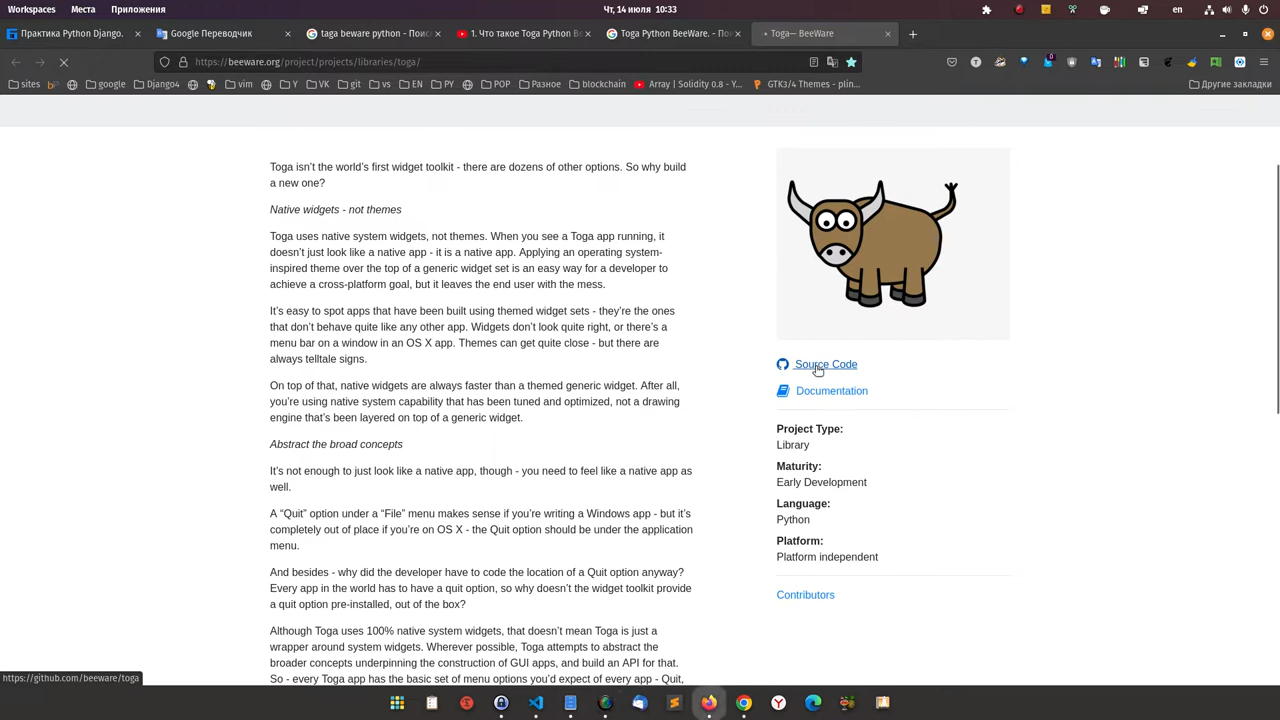 Workspaces Места Приложения Чт, 14 июля 10:33 en
Практика Python Django. Google Переводчик taga beware python - Поис 1. Что такое Toga Python Be Toga Python BeeWare. - Пои Toga— BeeWare
https://beeware.org/project/projects/libraries/toga/
sites google Django4 vim Y VK git vs EN PY POP Разное blockchain Array | Solidity 0.8 - Y... GTK3/4 Themes - plin... Другие закладки
Toga isn’t the world’s first widget toolkit - there are dozens of other options. So why build
a new one?
Native widgets - not themes
Toga uses native system widgets, not themes. When you see a Toga app running, it
doesn’t just look like a native app - it is a native app. Applying an operating system-
inspired theme over the top of a generic widget set is an easy way for a developer to
achieve a cross-platform goal, but it leaves the end user with the mess.
It’s easy to spot apps that have been built using themed widget sets - they’re the ones
that don’t behave quite like any other app. Widgets don’t look quite right, or there’s a
menu bar on a window in an OS X app. Themes can get quite close - but there are
always telltale signs.
On top of that, native widgets are always faster than a themed generic widget. After all,
you’re using native system capability that has been tuned and optimized, not a drawing
engine that’s been layered on top of a generic widget.
Abstract the broad concepts
It’s not enough to just look like a native app, though - you need to feel like a native app as
well.
A “Quit” option under a “File” menu makes sense if you’re writing a Windows app - but it’s
completely out of place if you’re on OS X - the Quit option should be under the application
menu.
And besides - why did the developer have to code the location of a Quit option anyway?
Every app in the world has to have a quit option, so why doesn’t the widget toolkit provide
a quit option pre-installed, out of the box?
Although Toga uses 100% native system widgets, that doesn’t mean Toga is just a
wrapper around system widgets. Wherever possible, Toga attempts to abstract the
broader concepts underpinning the construction of GUI apps, and build an API for that.
So - every Toga app has the basic set of menu options you’d expect of every app - Quit,
Source Code
Documentation
Project Type:
Library
Maturity:
Early Development
Language:
Python
Platform:
Platform independent
Contributors
https://github.com/beeware/toga